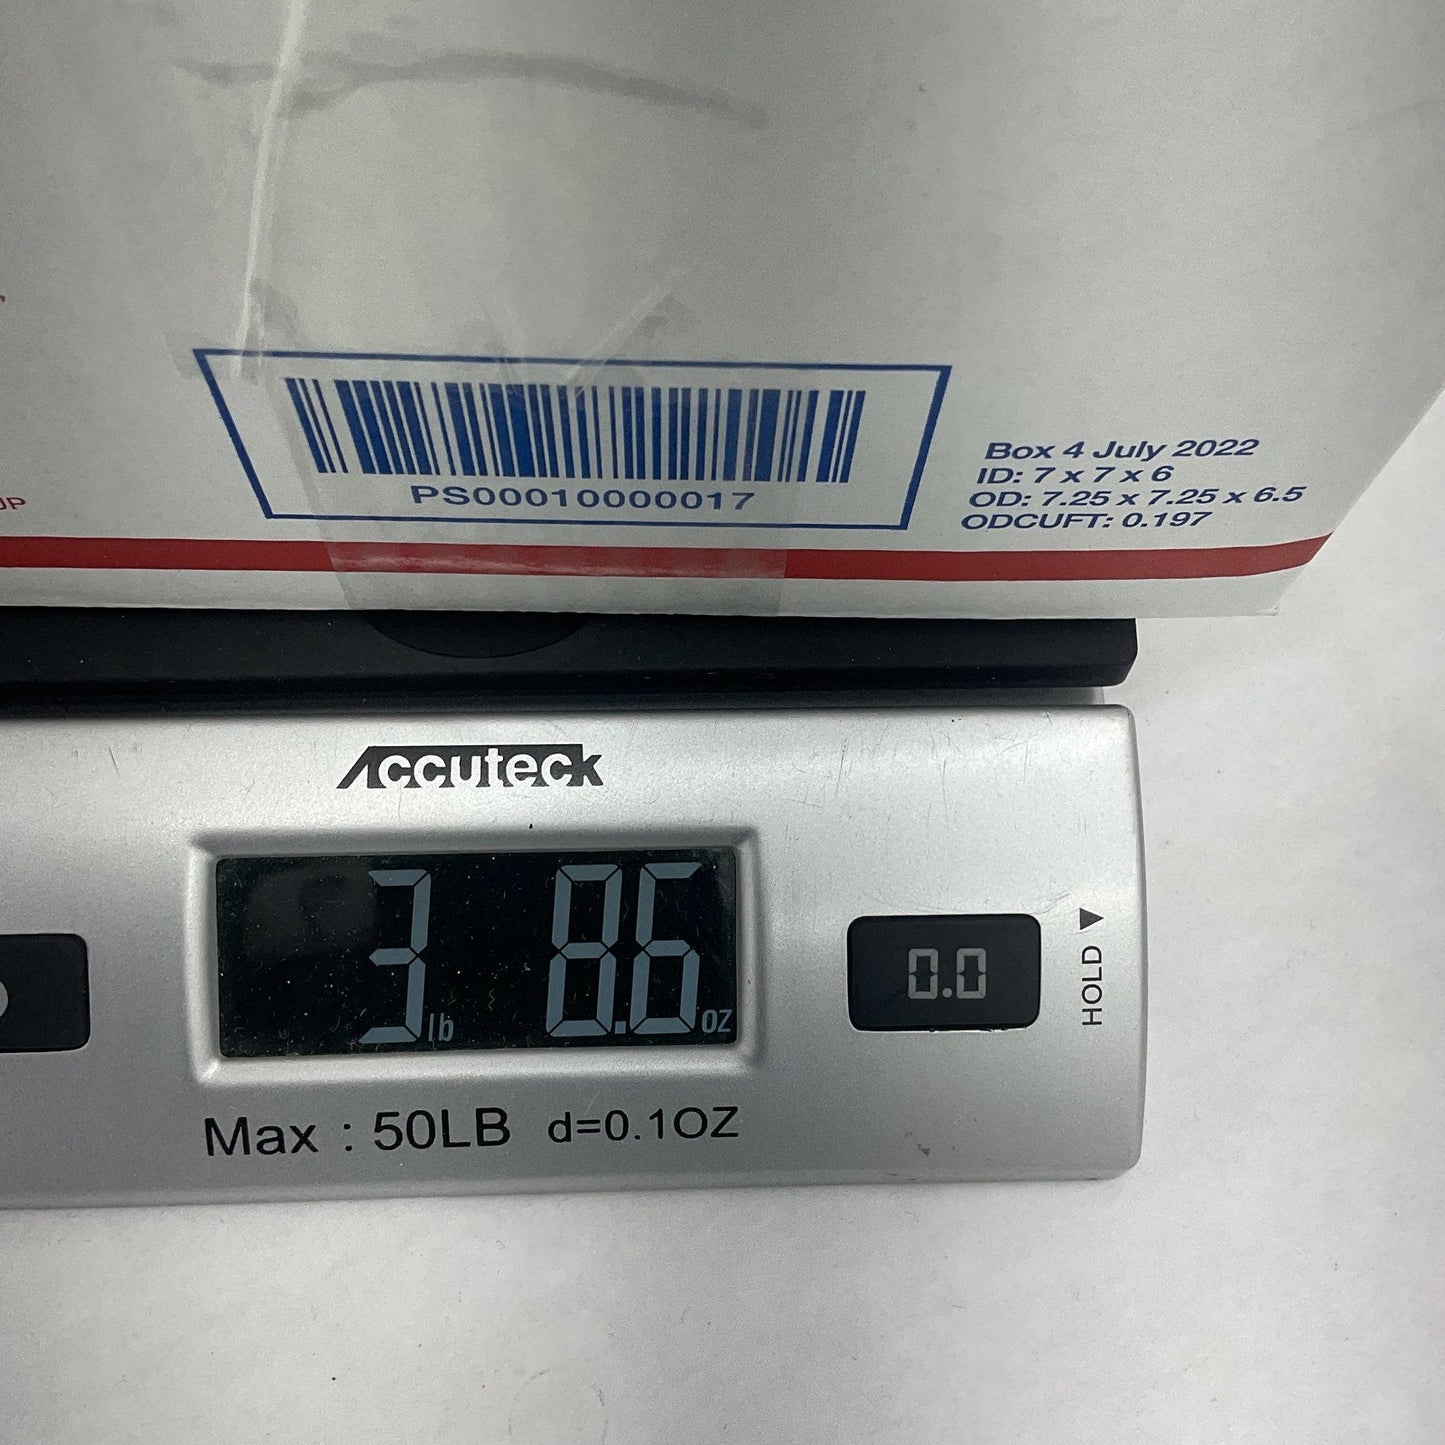 PS00010000017
Box 4 July 2022
ID: 7 x 7 x 6
OD: 7.25 x 7.25 x 6.5
ODCUFT: 0.197
Accuteck
3 lb 8.6 oz
0.0
HOLD
Max : 50LB d=0.1OZ